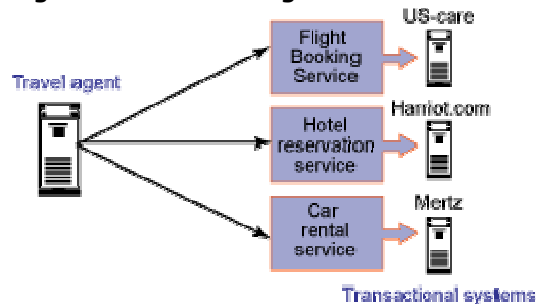 US-care
Flight
Booking
Service
Travel agent
Harriot.com
Hotel
reservation
service
Mertz
Car
rental
service
Transactional systems